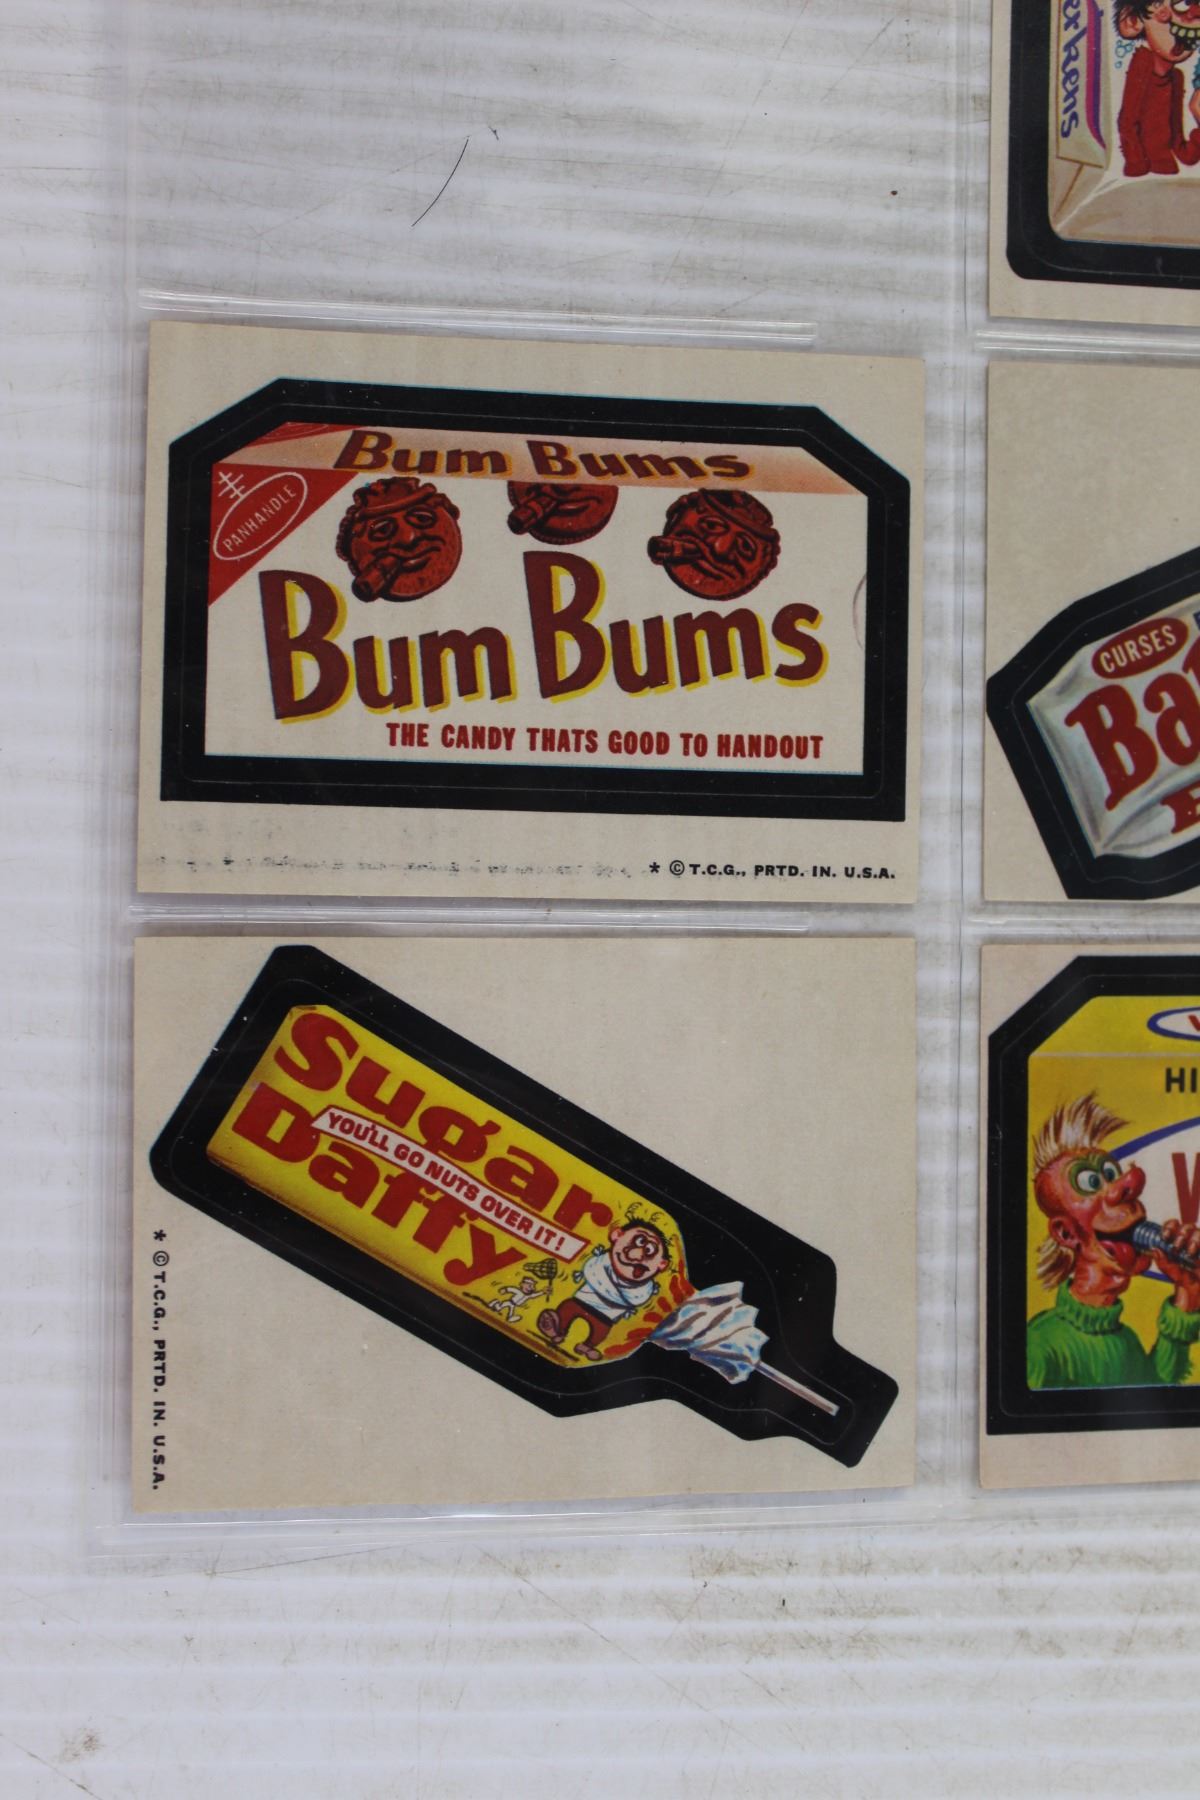 Bum Bums
PANHANDLE
Bum Bums
THE CANDY THATS GOOD TO HANDOUT
* © T.C.G., PRTD. IN. U.S.A.
Sugar
YOU'LL GO NUTS OVER IT!
Daffy
* © T.C.G., PRTD. IN. U.S.A.
CURSES
Ba
HI